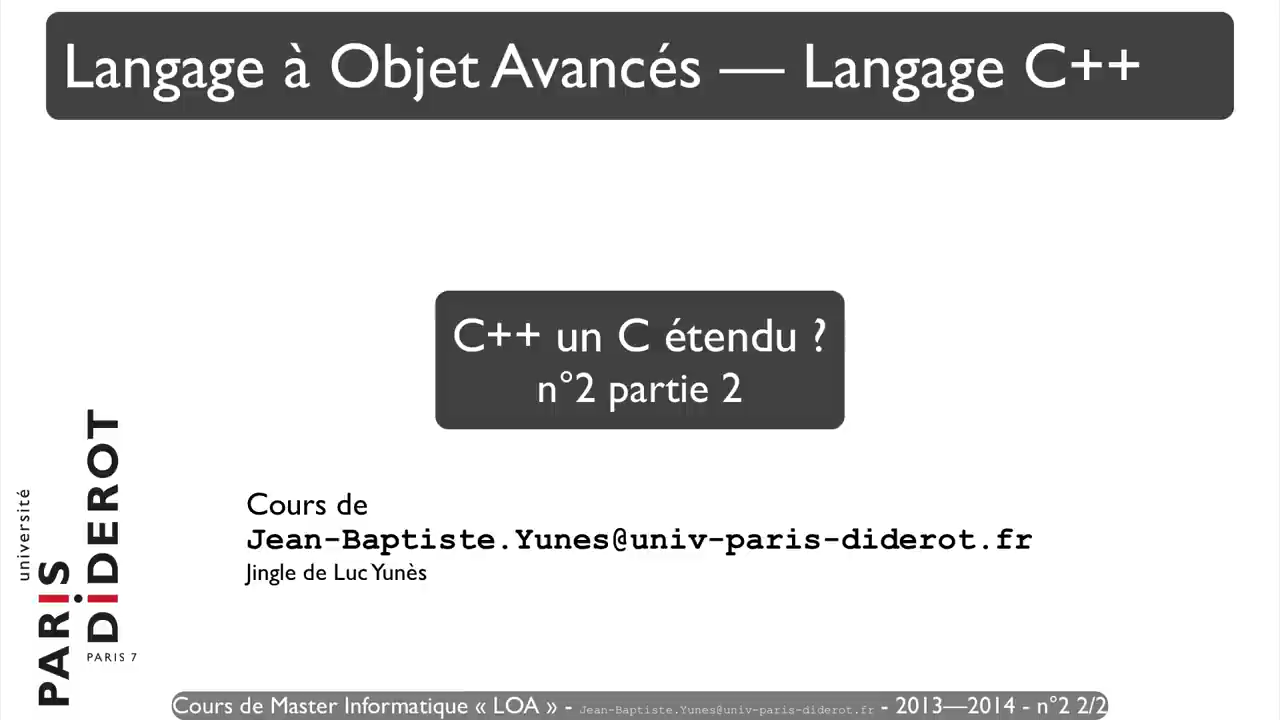 Langage à Objet Avancés — Langage C++
C++ un C étendu ?
n°2 partie 2
université
PARIS
DIDEROT
PARIS 7
Cours de
Jean-Baptiste.Yunes@univ-paris-diderot.fr
Jingle de Luc Yunès
Cours de Master Informatique « LOA » - Jean-Baptiste.Yunes@univ-paris-diderot.fr - 2013—2014 - n°2 2/2